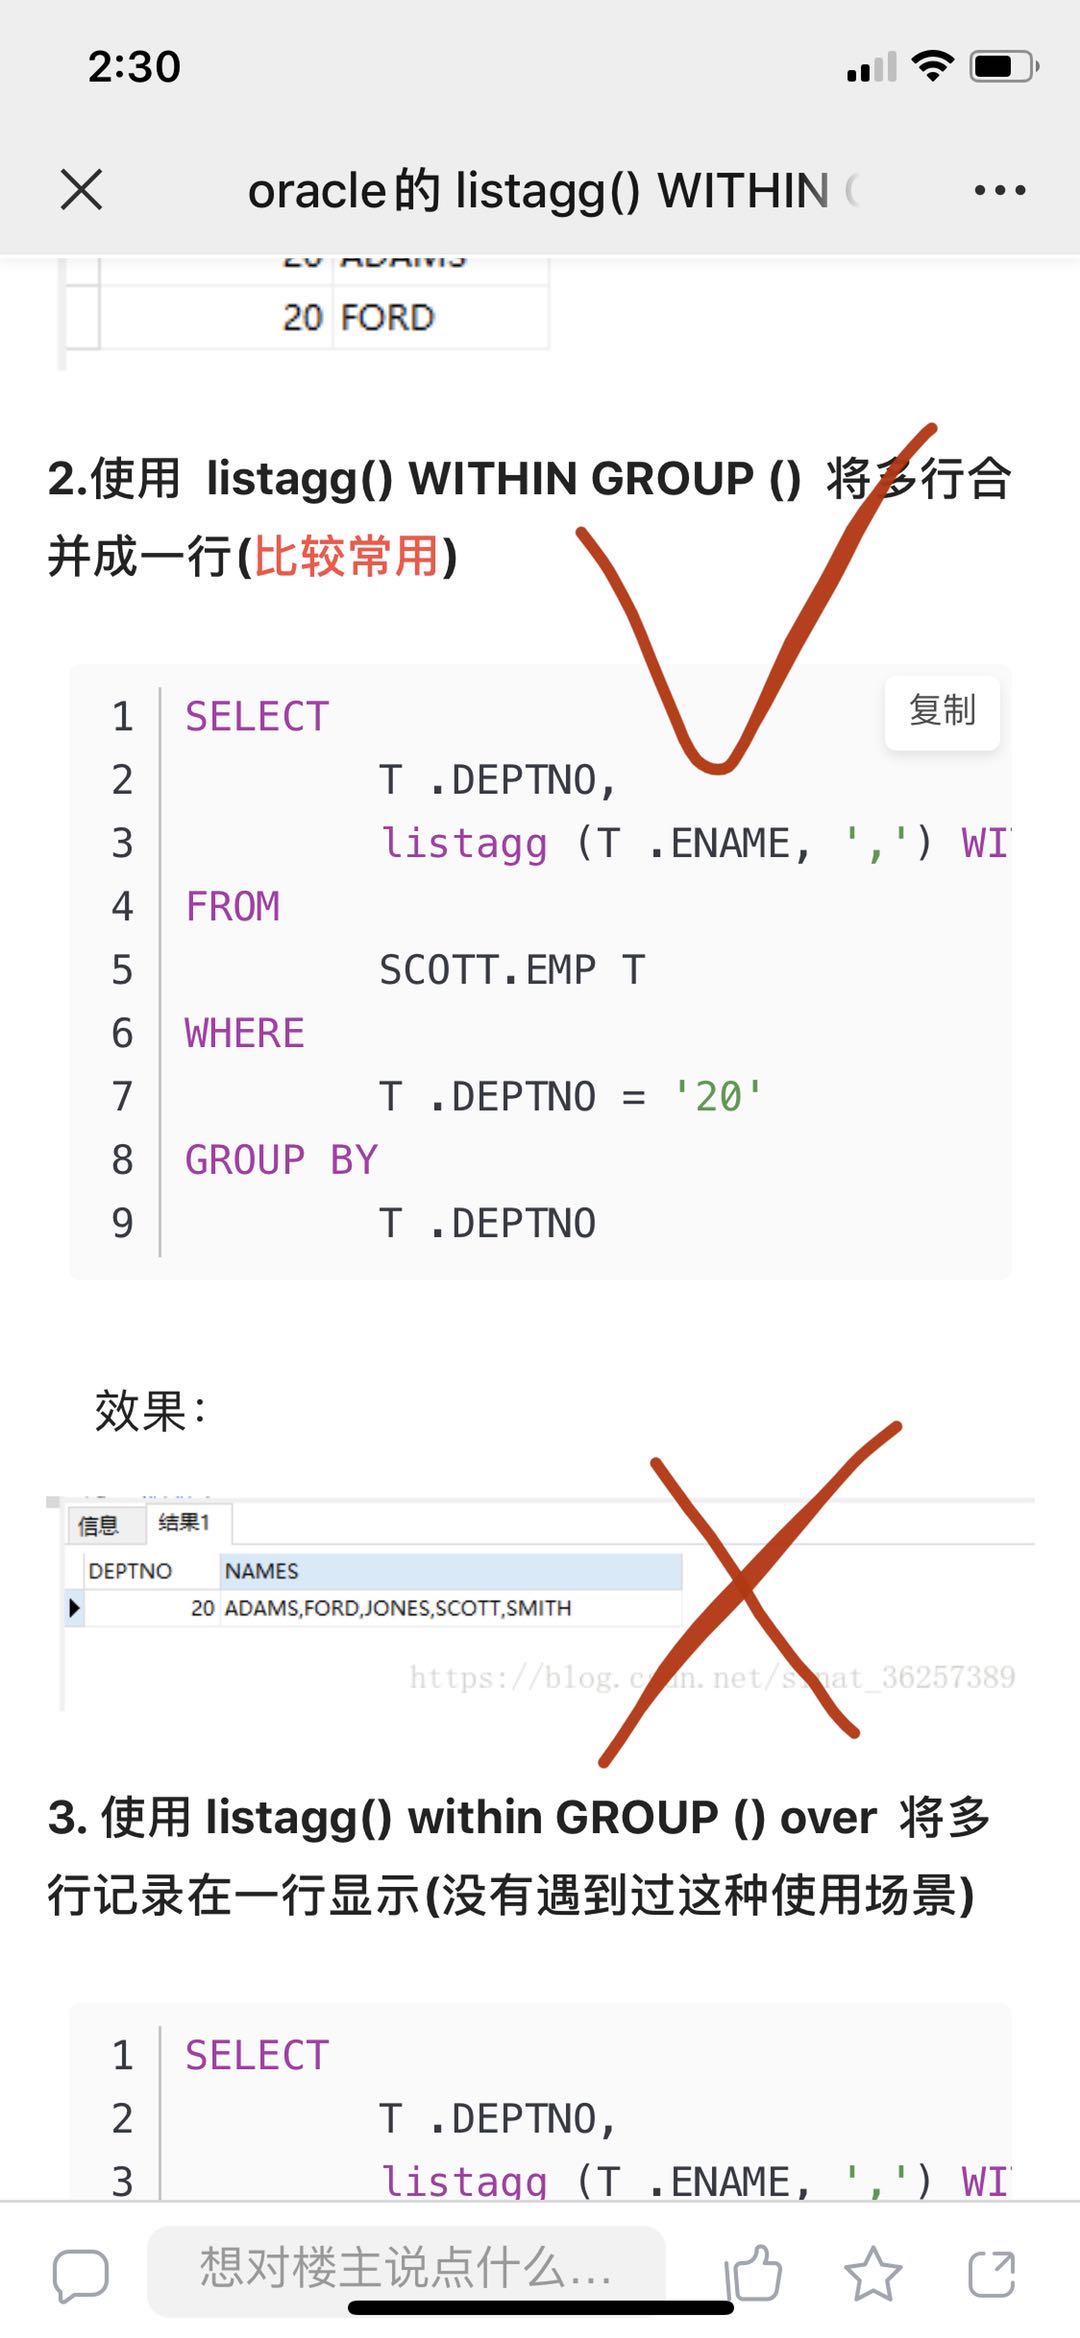 2:30
oracle的 listagg() WITHIN
20 ADAMS
20 FORD
2.使用 listagg() WITHIN GROUP () 将多行合
并成一行(比较常用)
复制
1 SELECT
2 T .DEPTNO,
3 listagg (T .ENAME, ',') WI
4 FROM
5 SCOTT.EMP T
6 WHERE
7 T .DEPTNO = '20'
8 GROUP BY
9 T .DEPTNO
效果：
信息 结果1
DEPTNO NAMES
20 ADAMS,FORD,JONES,SCOTT,SMITH
https://blog.csdn.net/sinat_36257389
3. 使用 listagg() within GROUP () over 将多
行记录在一行显示(没有遇到过这种使用场景)
1 SELECT
2 T .DEPTNO,
3 listagg (T .ENAME, ',') WI
想对楼主说点什么...